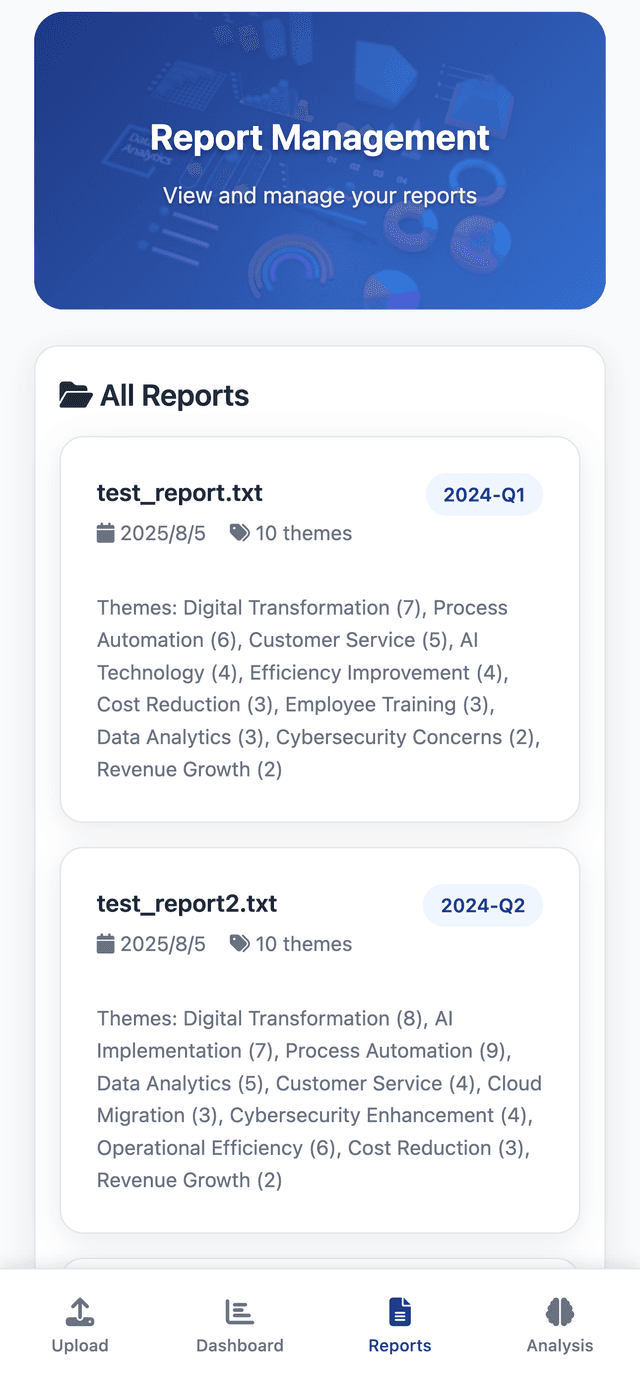 Data
Analytics
Report Management
View and manage your reports
All Reports
test_report.txt
2024-Q1
2025/8/5 10 themes
Themes: Digital Transformation (7), Process
Automation (6), Customer Service (5), AI
Technology (4), Efficiency Improvement (4),
Cost Reduction (3), Employee Training (3),
Data Analytics (3), Cybersecurity Concerns (2),
Revenue Growth (2)
test_report2.txt
2024-Q2
2025/8/5 10 themes
Themes: Digital Transformation (8), AI
Implementation (7), Process Automation (9),
Data Analytics (5), Customer Service (4), Cloud
Migration (3), Cybersecurity Enhancement (4),
Operational Efficiency (6), Cost Reduction (3),
Revenue Growth (2)
Upload
Dashboard
Reports
Analysis